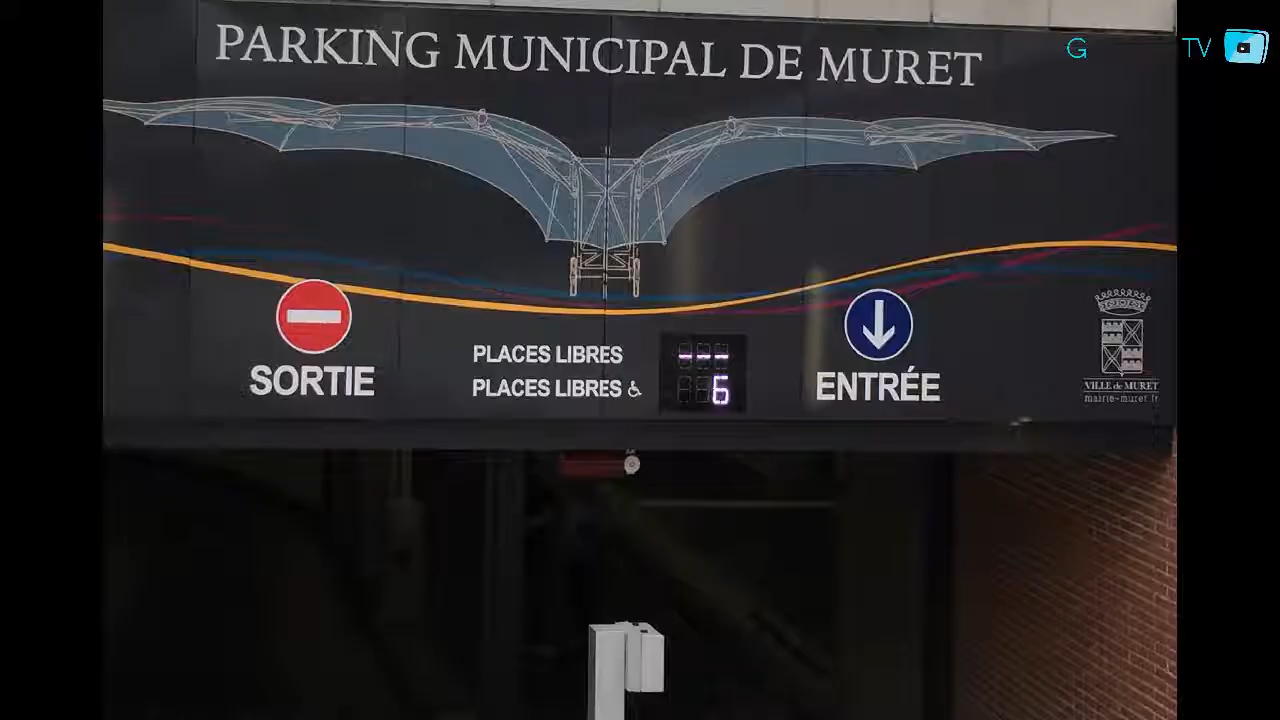 PARKING MUNICIPAL DE MURET
G TV
SORTIE
PLACES LIBRES ---
PLACES LIBRES 6
ENTRÉE
VILLE de MURET
mairie-muret.fr